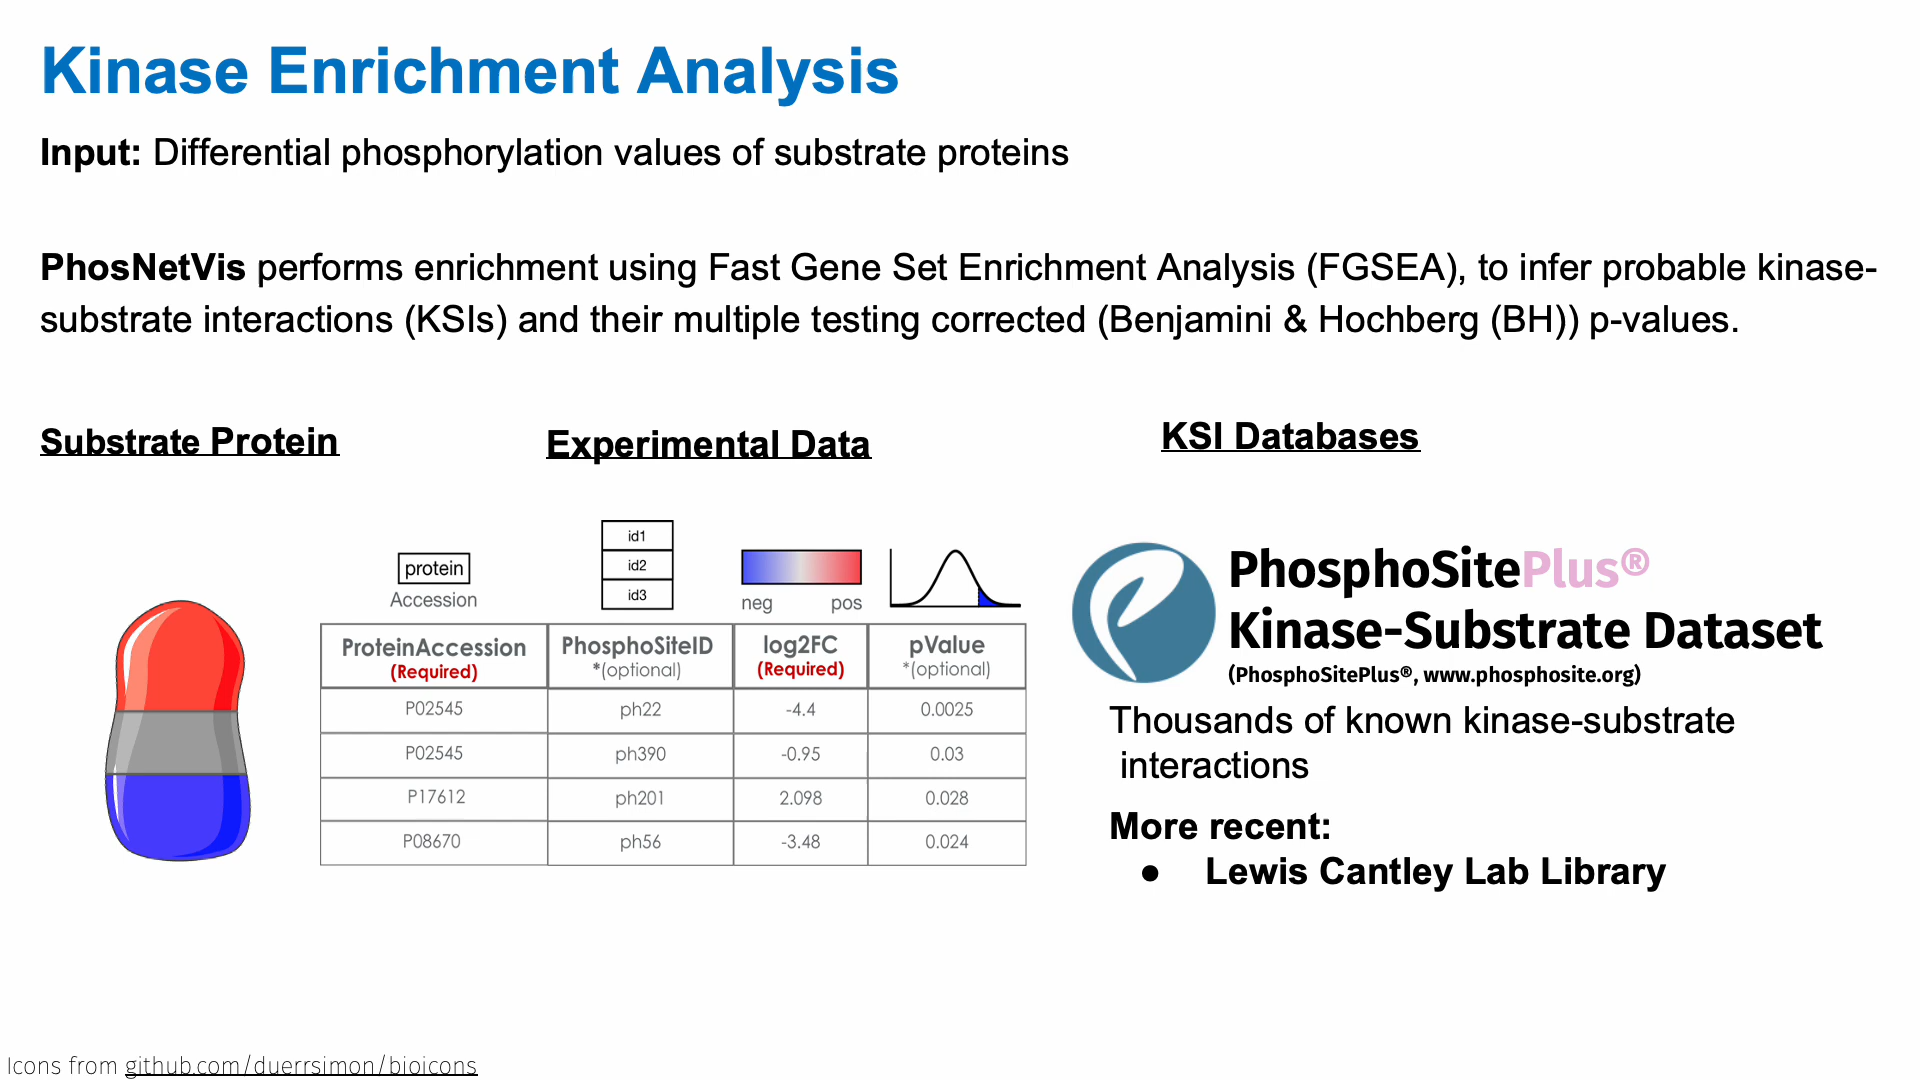 Kinase Enrichment Analysis
Input: Differential phosphorylation values of substrate proteins
PhosNetVis performs enrichment using Fast Gene Set Enrichment Analysis (FGSEA), to infer probable kinase-
substrate interactions (KSIs) and their multiple testing corrected (Benjamini & Hochberg (BH)) p-values.
Substrate Protein
Experimental Data
KSI Databases
protein
Accession
id1
id2
id3
neg pos
ProteinAccession PhosphoSiteID log2FC pValue
(Required) *(optional) (Required) *(optional)
P02545 ph22 -4.4 0.0025
P02545 ph390 -0.95 0.03
P17612 ph201 2.098 0.028
P08670 ph56 -3.48 0.024
PhosphoSitePlus®
Kinase-Substrate Dataset
(PhosphoSitePlus®, www.phosphosite.org)
Thousands of known kinase-substrate
interactions
More recent:
● Lewis Cantley Lab Library
Icons from github.com/duerrsimon/bioicons